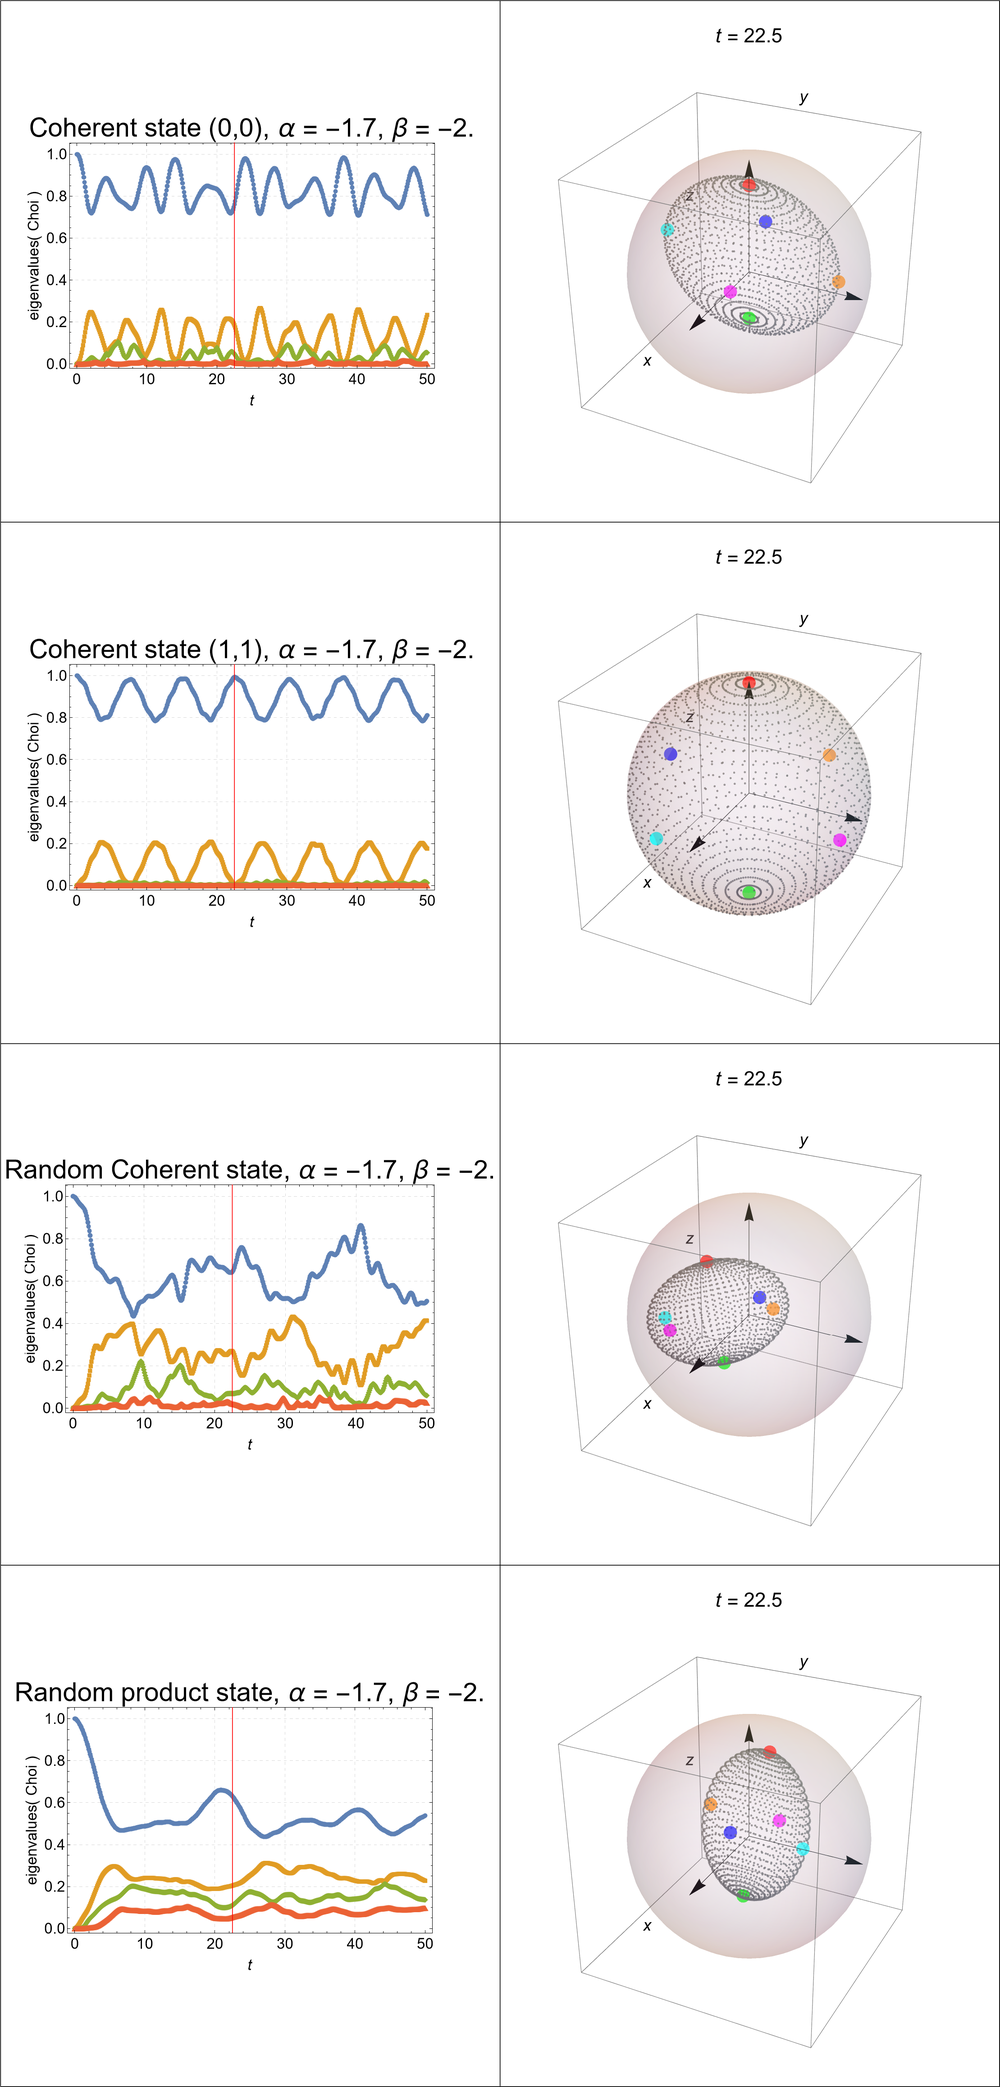 Coherent state (0,0), α = −1.7, β = −2.
eigenvalues( Choi )
1.0
0.8
0.6
0.4
0.2
0.0
0 10 20 30 40 50
t
t = 22.5
y
z
x
Coherent state (1,1), α = −1.7, β = −2.
eigenvalues( Choi )
1.0
0.8
0.6
0.4
0.2
0.0
0 10 20 30 40 50
t
t = 22.5
y
z
x
Random Coherent state, α = −1.7, β = −2.
eigenvalues( Choi )
1.0
0.8
0.6
0.4
0.2
0.0
0 10 20 30 40 50
t
t = 22.5
y
z
x
Random product state, α = −1.7, β = −2.
eigenvalues( Choi )
1.0
0.8
0.6
0.4
0.2
0.0
0 10 20 30 40 50
t
t = 22.5
y
z
x